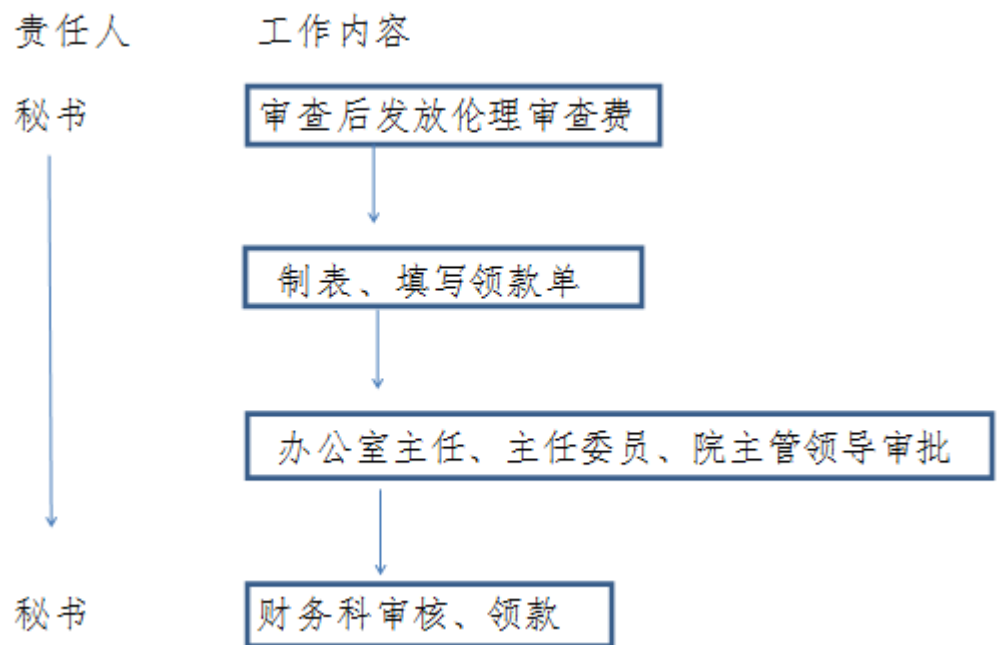 责任人 工作内容
秘书 审查后发放伦理审查费
制表、填写领款单
办公室主任、主任委员、院主管领导审批
秘书 财务科审核、领款